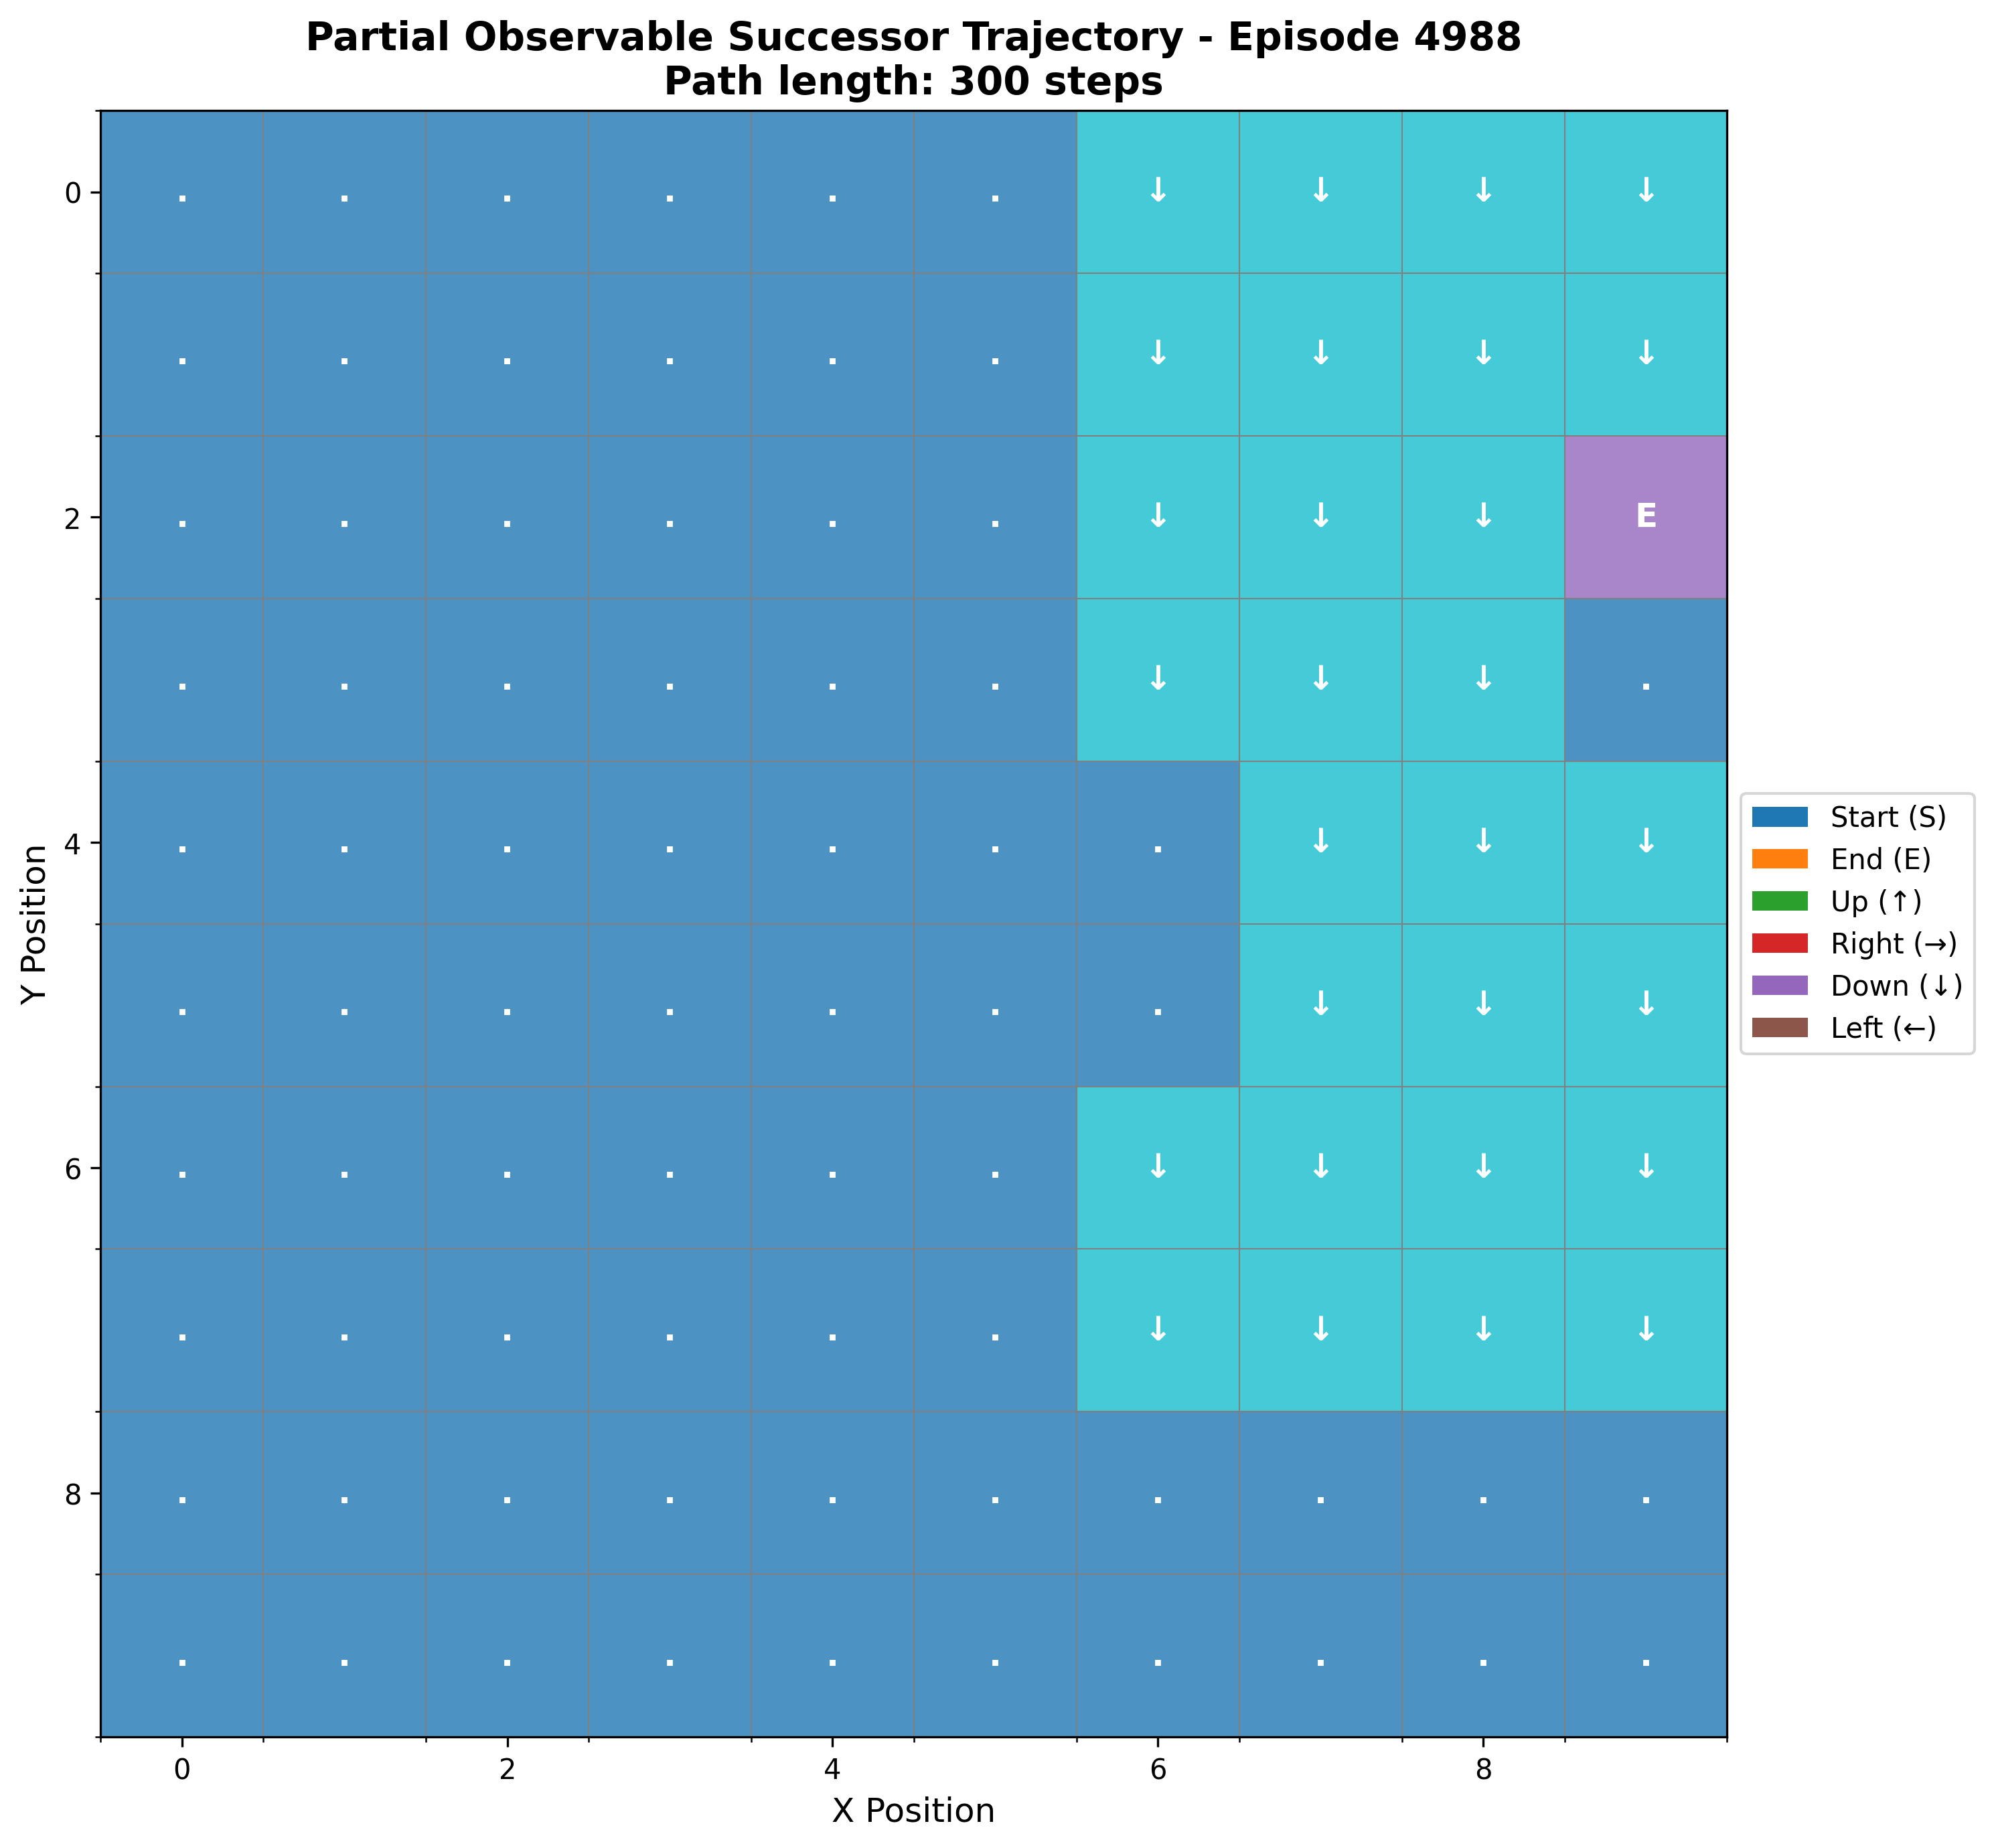 Partial Observable Successor Trajectory - Episode 4988
Path length: 300 steps
0 . . . . . . ↓ ↓ ↓ ↓
. . . . . . ↓ ↓ ↓ ↓
2 . . . . . . ↓ ↓ ↓ E
. . . . . . ↓ ↓ ↓ .
4 . . . . . . . ↓ ↓ ↓
. . . . . . . ↓ ↓ ↓
6 . . . . . . ↓ ↓ ↓ ↓
. . . . . . ↓ ↓ ↓ ↓
8 . . . . . . . . . .
. . . . . . . . . .
0 2 4 6 8
X Position
Y Position
Start (S)
End (E)
Up (↑)
Right (→)
Down (↓)
Left (←)